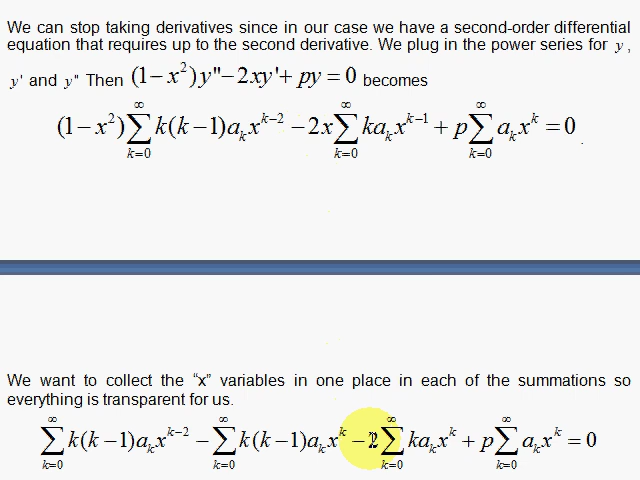 We can stop taking derivatives since in our case we have a second-order differential
equation that requires up to the second derivative. We plug in the power series for y ,
y' and y" Then (1−x²)y"−2xy'+ py = 0 becomes
(1−x²)∑_{k=0}^{∞} k(k−1)a_k x^{k−2} −2x∑_{k=0}^{∞} ka_k x^{k−1} + p∑_{k=0}^{∞} a_k x^k = 0 .
We want to collect the “x” variables in one place in each of the summations so
everything is transparent for us.
∑_{k=0}^{∞} k(k−1)a_k x^{k−2} −∑_{k=0}^{∞} k(k−1)a_k x^k −2∑_{k=0}^{∞} ka_k x^k + p∑_{k=0}^{∞} a_k x^k = 0